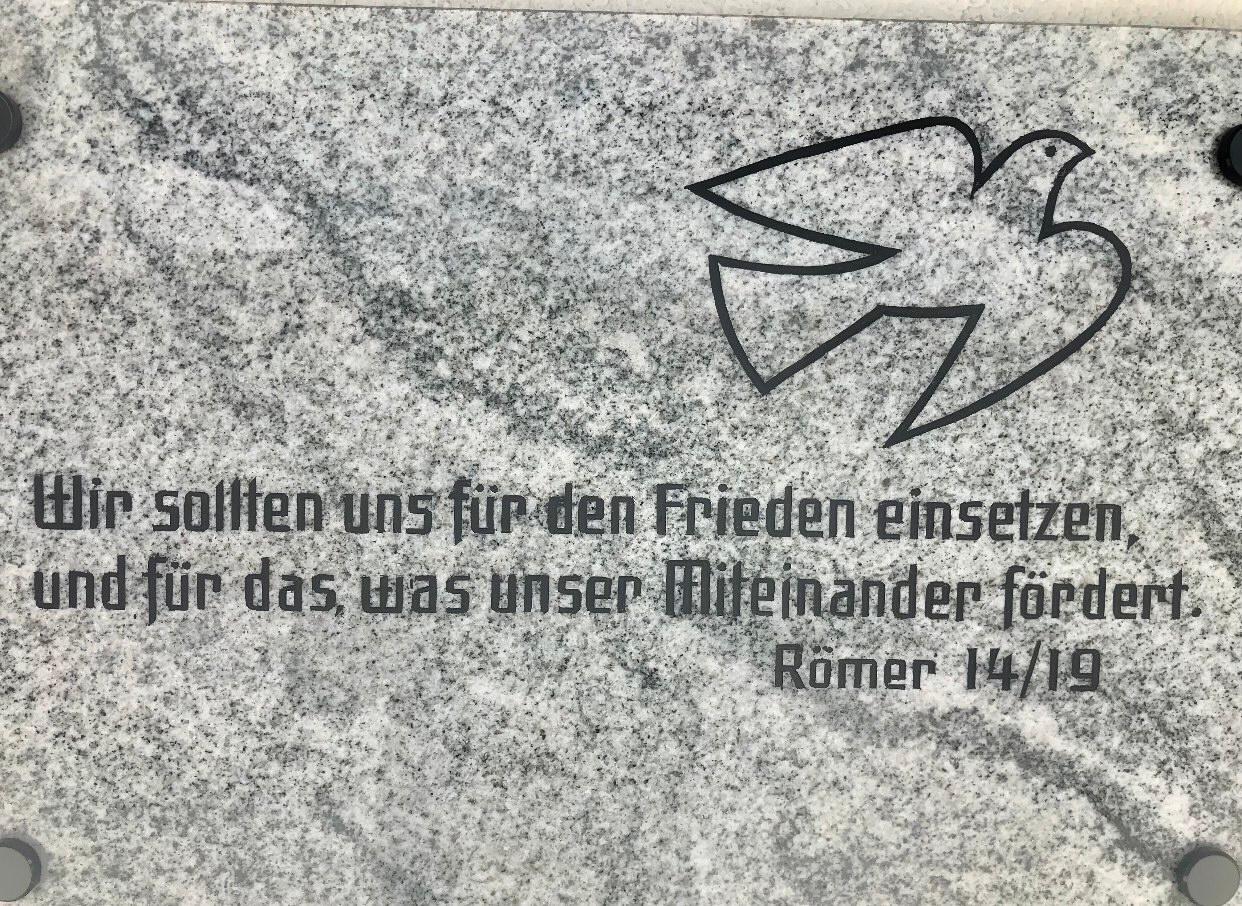 Wir sollten uns für den Frieden einsetzen,
und für das, was unser Miteinander fördert.
Römer 14/19